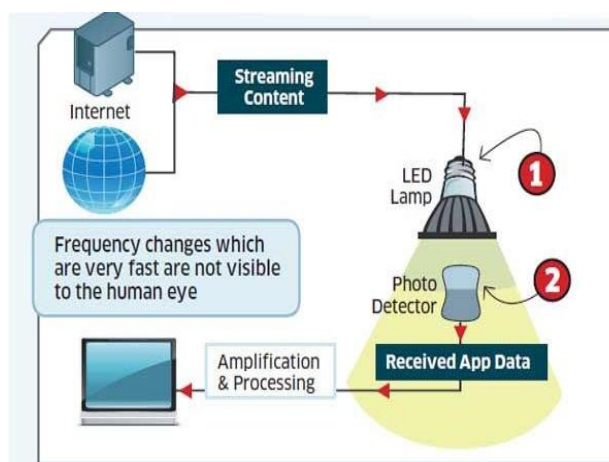 Internet
Streaming
Content
LED
Lamp
1
Frequency changes which
are very fast are not visible
to the human eye
Photo
Detector
2
Amplification
& Processing
Received App Data